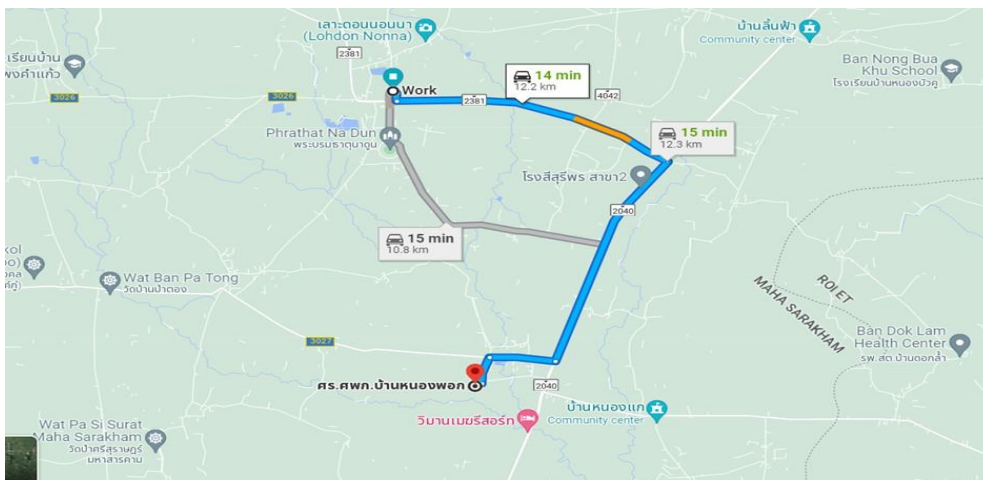 เลาะดอนนอนนา
(Lohdon Nonna)
บ้านลิ้นฟ้า
Community center
2381
เรียนบ้าน
พงคำแก้ว
Ban Nong Bua
Khu School
โรงเรียนบ้านหนองบัวคู
14 min
12.2 km
Work
3026
3026
2381
4042
Phrathat Na Dun
พระบรมธาตุนาดูน
15 min
12.3 km
โรงสีสุรีพร สาขา2
2040
15 min
10.8 km
Wat Ban Pa Tong
วัดบ้านป่าตอง
ROI ET
MAHA SARAKHAM
3027
Ban Dok Lam
Health Center
รพ.สต บ้านดอกล้ำ
ศร.ศพก.บ้านหนองพอก
2040
วิมานเมฆรีสอร์ท
บ้านหนองแก
Community center
Wat Pa Si Surat
Maha Sarakham
วัดป่าศรีสุราษฎร์
มหาสารคาม